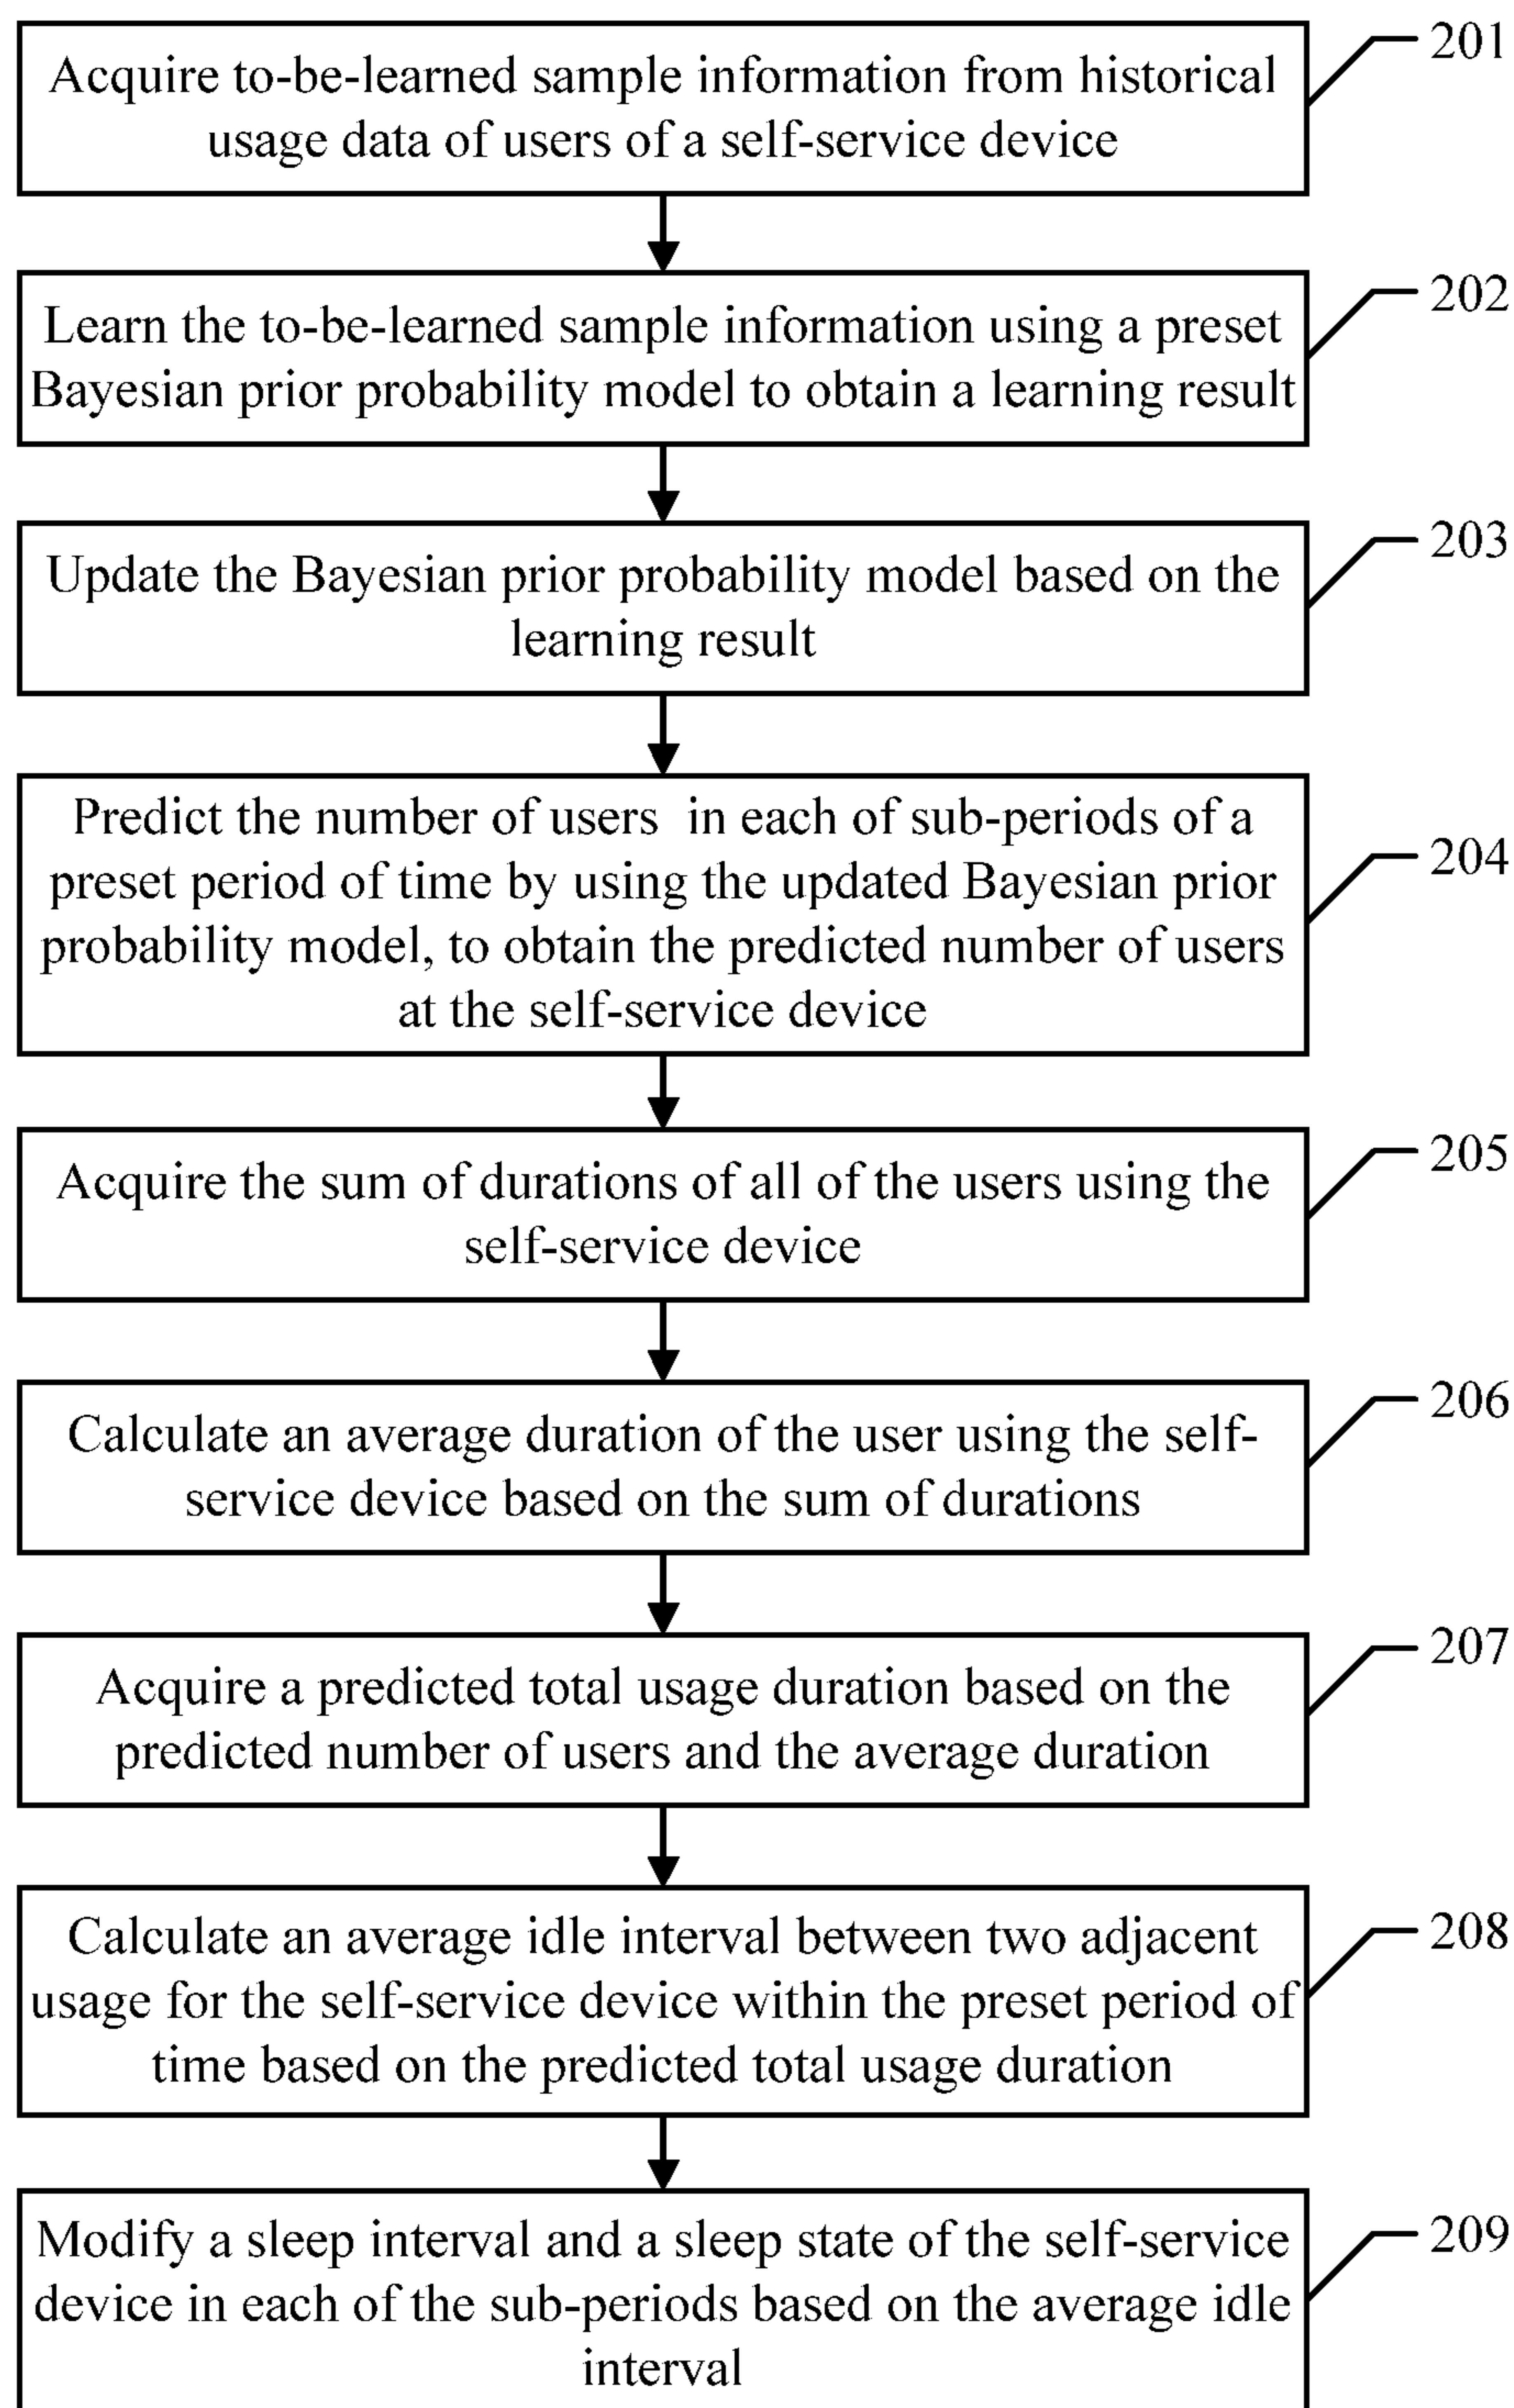 Acquire to-be-learned sample information from historical
usage data of users of a self-service device
201
Learn the to-be-learned sample information using a preset
Bayesian prior probability model to obtain a learning result
202
Update the Bayesian prior probability model based on the
learning result
203
Predict the number of users in each of sub-periods of a
preset period of time by using the updated Bayesian prior
probability model, to obtain the predicted number of users
at the self-service device
204
Acquire the sum of durations of all of the users using the
self-service device
205
Calculate an average duration of the user using the self-
service device based on the sum of durations
206
Acquire a predicted total usage duration based on the
predicted number of users and the average duration
207
Calculate an average idle interval between two adjacent
usage for the self-service device within the preset period of
time based on the predicted total usage duration
208
Modify a sleep interval and a sleep state of the self-service
device in each of the sub-periods based on the average idle
interval
209